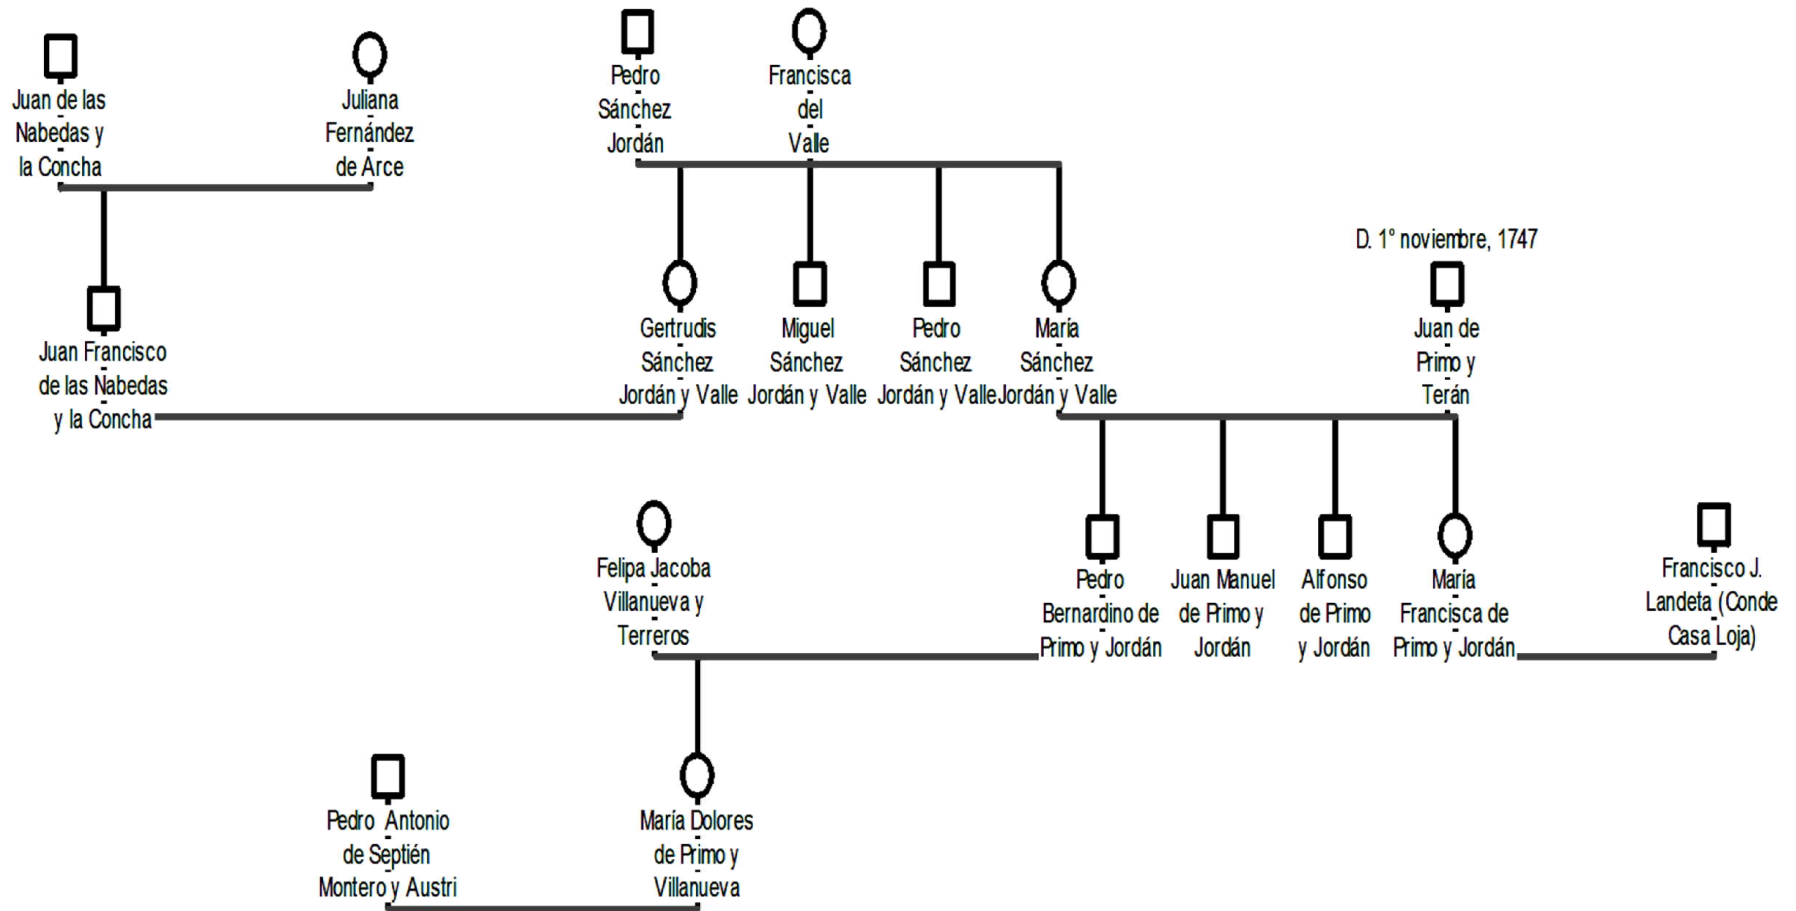 Juan de las
Nabedas y
la Concha
Juliana
Fernández
de Arce
Pedro
Sánchez
Jordán
Francisca
del
Valle
D. 1° noviembre, 1747
Juan Francisco
de las Nabedas
y la Concha
Gertrudis
Sánchez
Jordán y Valle
Miguel
Sánchez
Jordán y Valle
Pedro
Sánchez
Jordán y Valle
María
Sánchez
Jordán y Valle
Juan de
Primo y
Terán
Felipa Jacoba
Villanueva y
Terreros
Pedro
Bernardino de
Primo y Jordán
Juan Manuel
de Primo y
Jordán
Alfonso
de Primo
y Jordán
María
Francisca de
Primo y Jordán
Francisco J.
Landeta (Conde
Casa Loja)
Pedro Antonio
de Septién
Montero y Austri
María Dolores
de Primo y
Villanueva